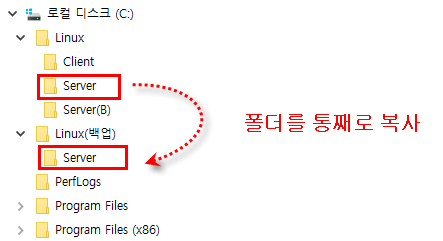 로컬 디스크 (C:)
Linux
Client
Server
Server(B)
Linux(백업)
Server
PerfLogs
Program Files
Program Files (x86)
폴더를 통째로 복사